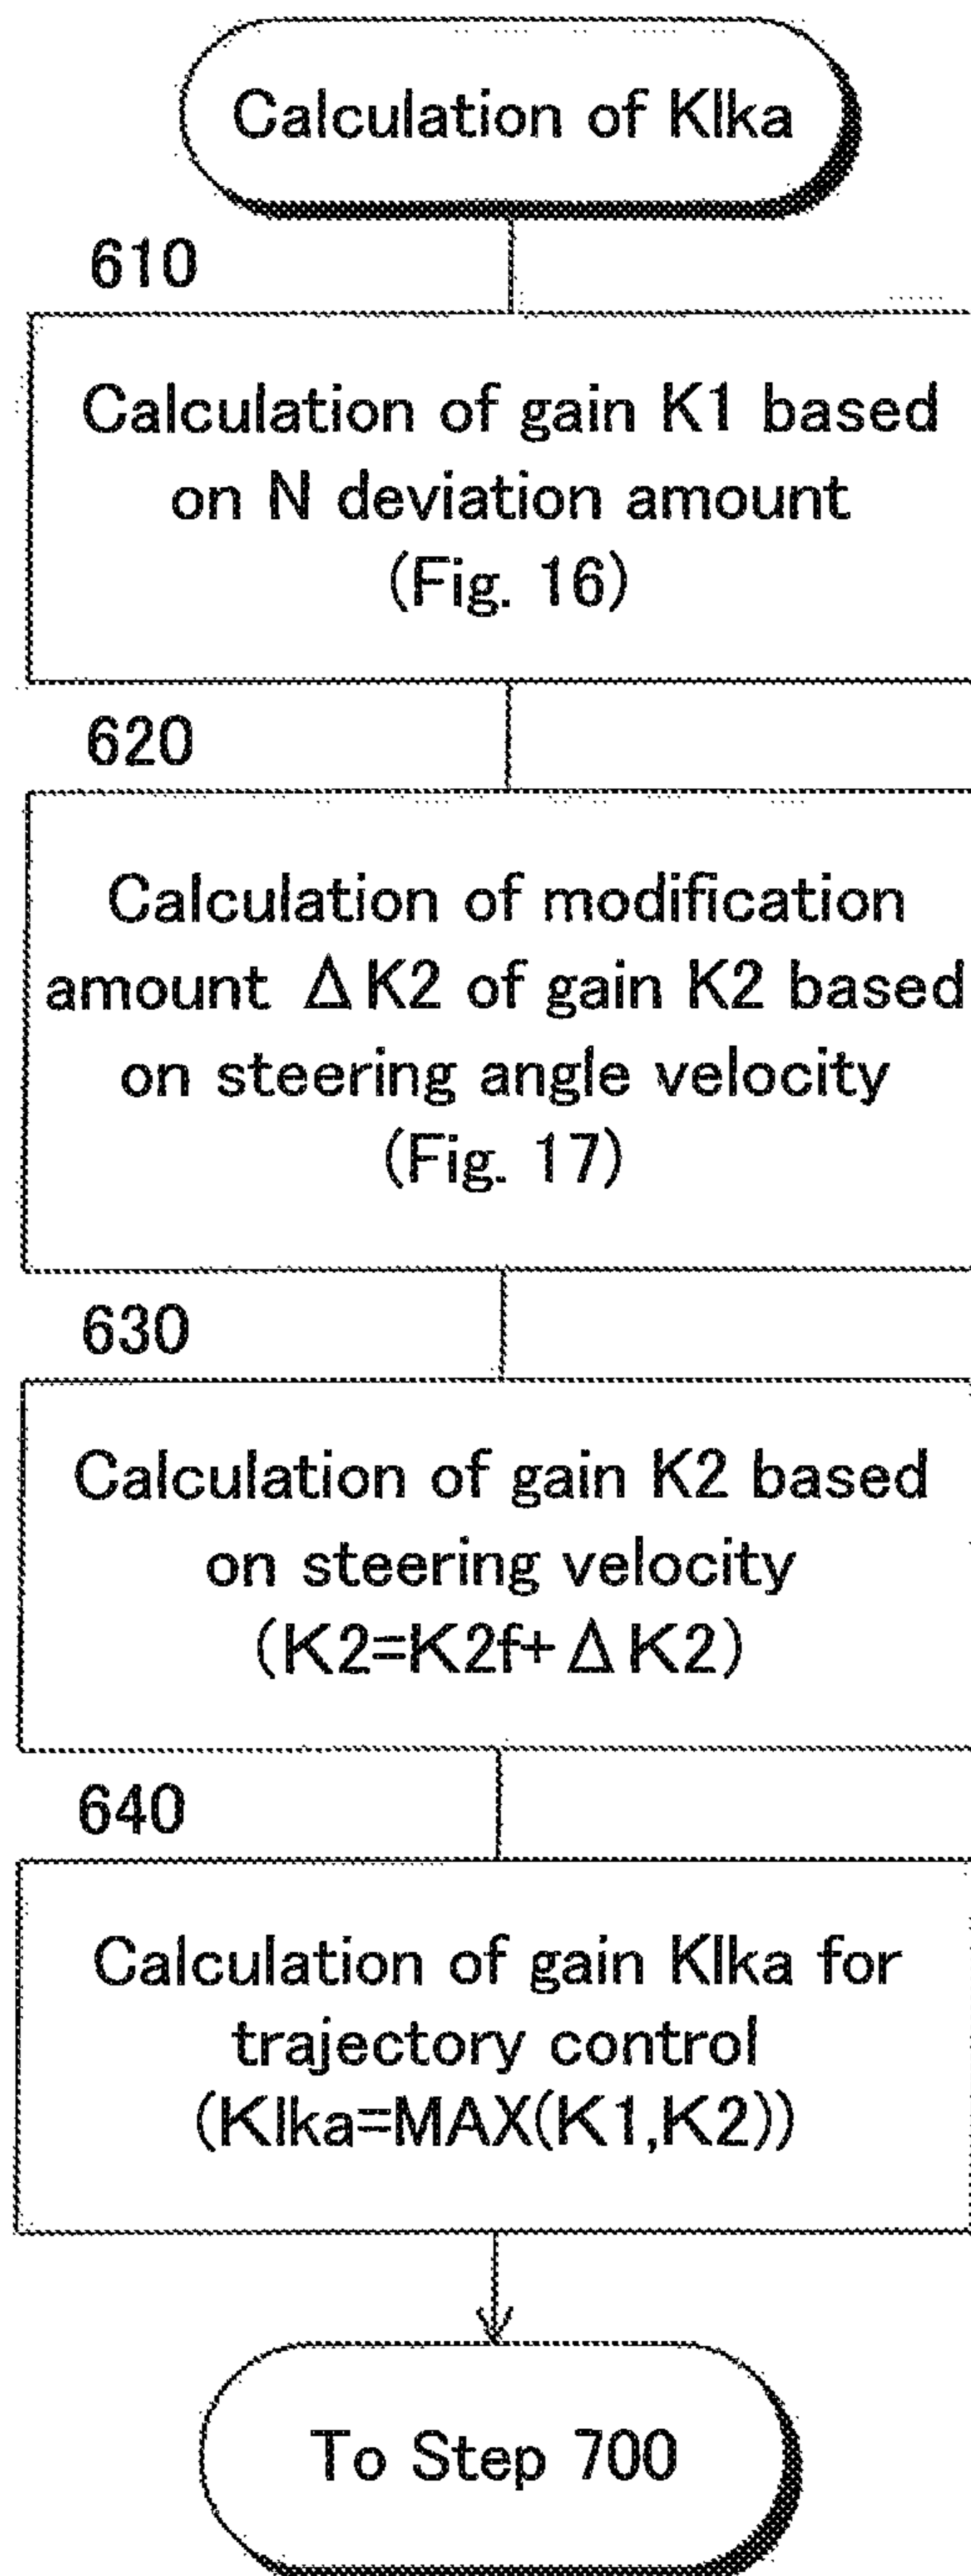 Calculation of Klka
610
Calculation of gain K1 based
on N deviation amount
(Fig. 16)
620
Calculation of modification
amount ΔK2 of gain K2 based
on steering angle velocity
(Fig. 17)
630
Calculation of gain K2 based
on steering velocity
(K2=K2f+ΔK2)
640
Calculation of gain Klka for
trajectory control
(Klka=MAX(K1,K2))
To Step 700